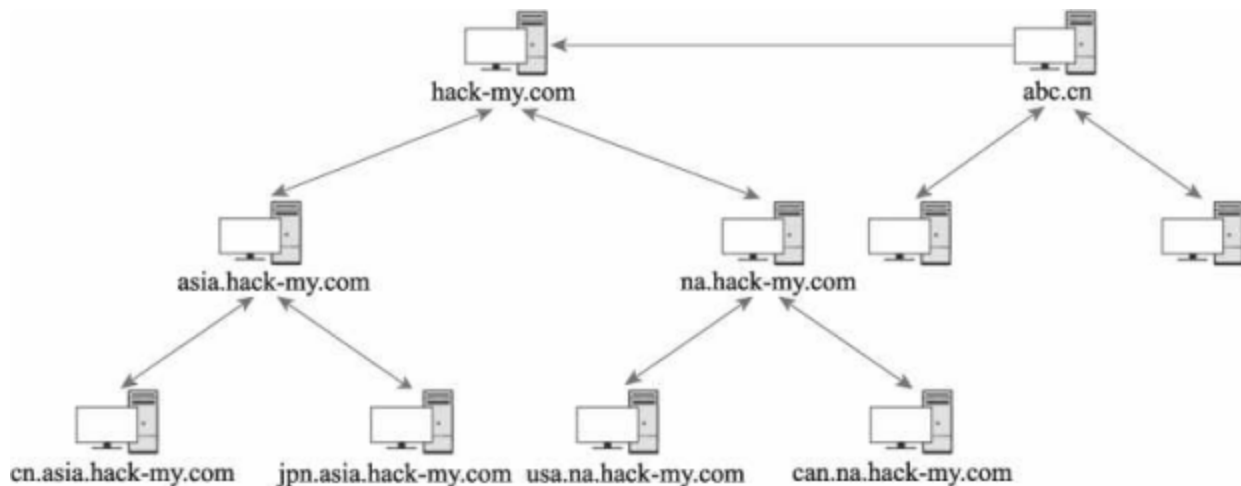 hack-my.com
abc.cn
asia.hack-my.com
na.hack-my.com
cn.asia.hack-my.com
jpn.asia.hack-my.com
usa.na.hack-my.com
can.na.hack-my.com